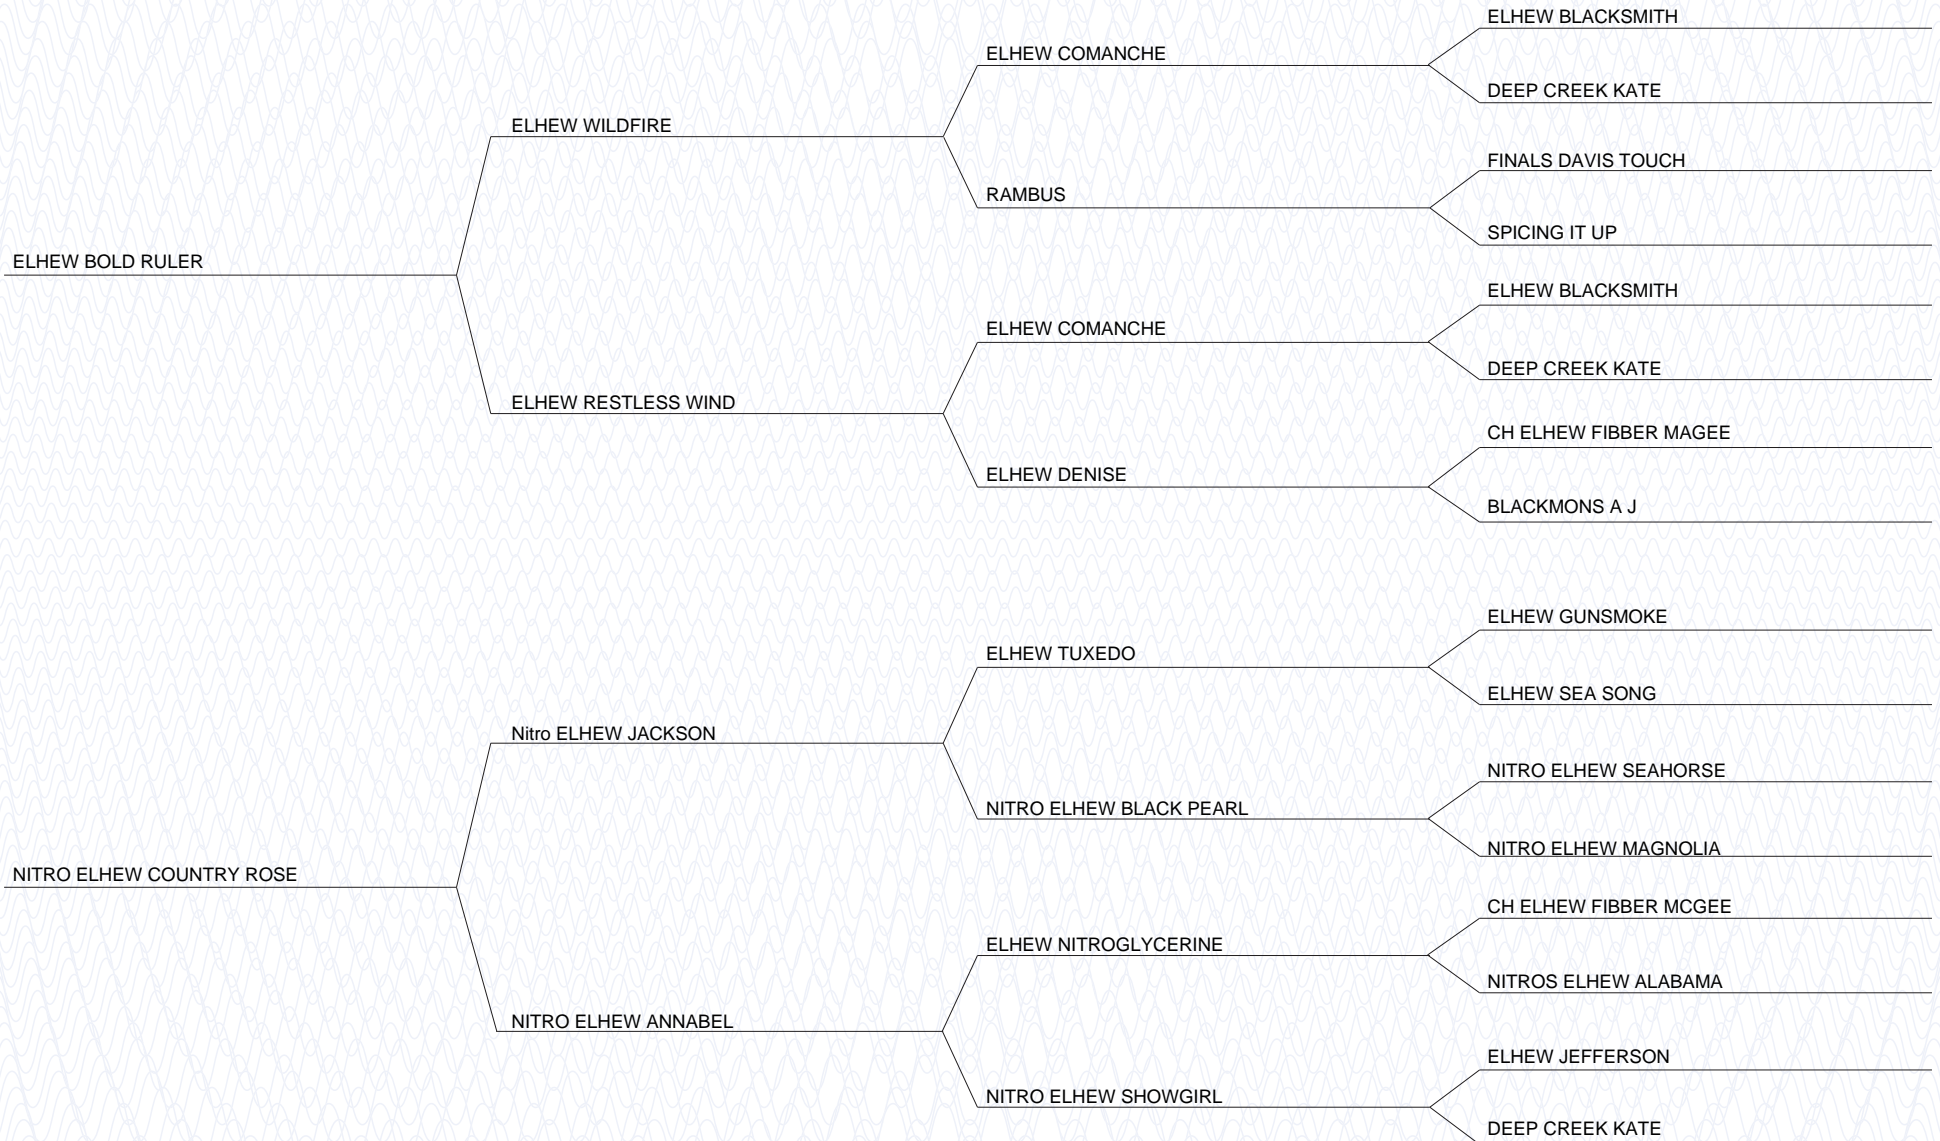 ELHEW BLACKSMITH
ELHEW COMANCHE
DEEP CREEK KATE
ELHEW WILDFIRE
FINALS DAVIS TOUCH
RAMBUS
SPICING IT UP
ELHEW BOLD RULER
ELHEW BLACKSMITH
ELHEW COMANCHE
DEEP CREEK KATE
ELHEW RESTLESS WIND
CH ELHEW FIBBER MAGEE
ELHEW DENISE
BLACKMONS A J
ELHEW GUNSMOKE
ELHEW TUXEDO
ELHEW SEA SONG
Nitro ELHEW JACKSON
NITRO ELHEW SEAHORSE
NITRO ELHEW BLACK PEARL
NITRO ELHEW MAGNOLIA
NITRO ELHEW COUNTRY ROSE
CH ELHEW FIBBER MCGEE
ELHEW NITROGLYCERINE
NITROS ELHEW ALABAMA
NITRO ELHEW ANNABEL
ELHEW JEFFERSON
NITRO ELHEW SHOWGIRL
DEEP CREEK KATE